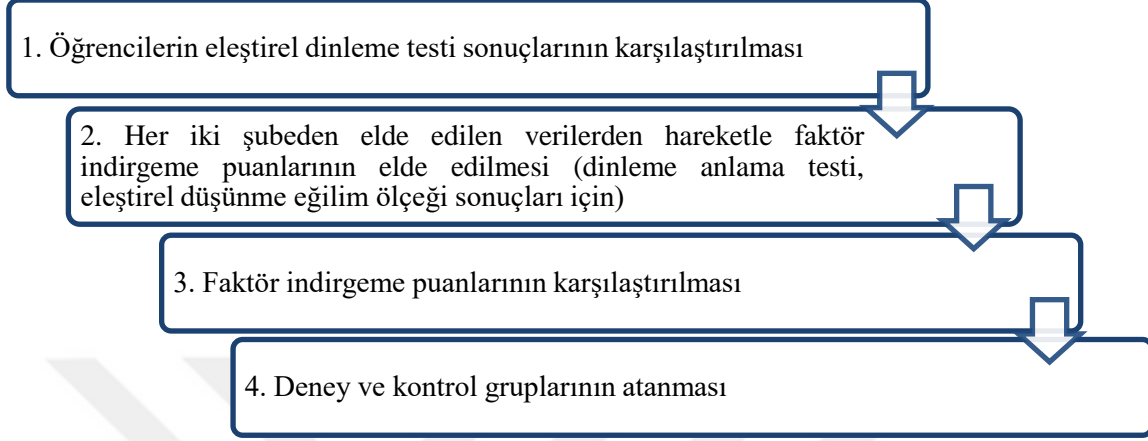 1. Öğrencilerin eleştirel dinleme testi sonuçlarının karşılaştırılması
2. Her iki şubeden elde edilen verilerden hareketle faktör
indirgeme puanlarının elde edilmesi (dinleme anlama testi,
eleştirel düşünme eğilim ölçeği sonuçları için)
3. Faktör indirgeme puanlarının karşılaştırılması
4. Deney ve kontrol gruplarının atanması